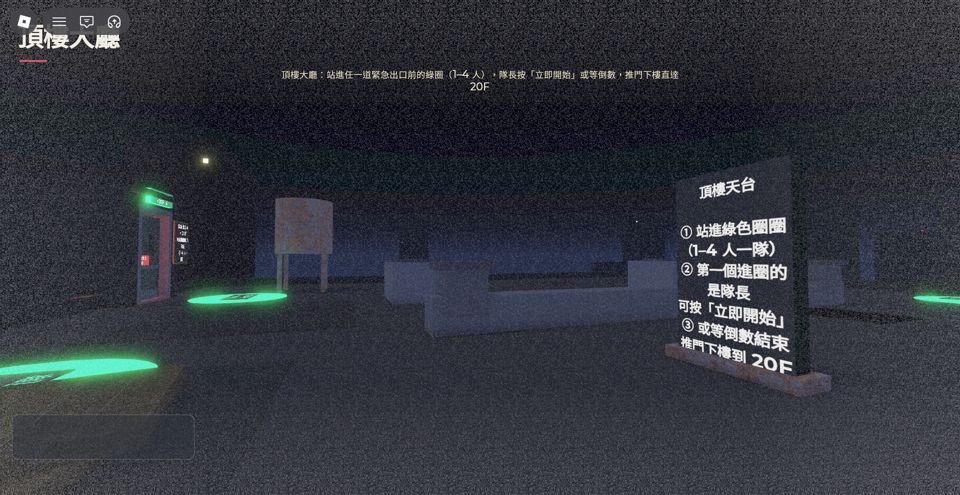 頂樓大廳
頂樓大廳：站進任一道緊急出口前的綠圈（1–4 人），隊長按「立即開始」或等倒數，推門下樓直達
20F
頂樓天台
① 站進綠色圈圈
（1–4 人一隊）
② 第一個進圈的
是隊長
可按「立即開始」
③ 或等倒數結束
推門下樓到 20F